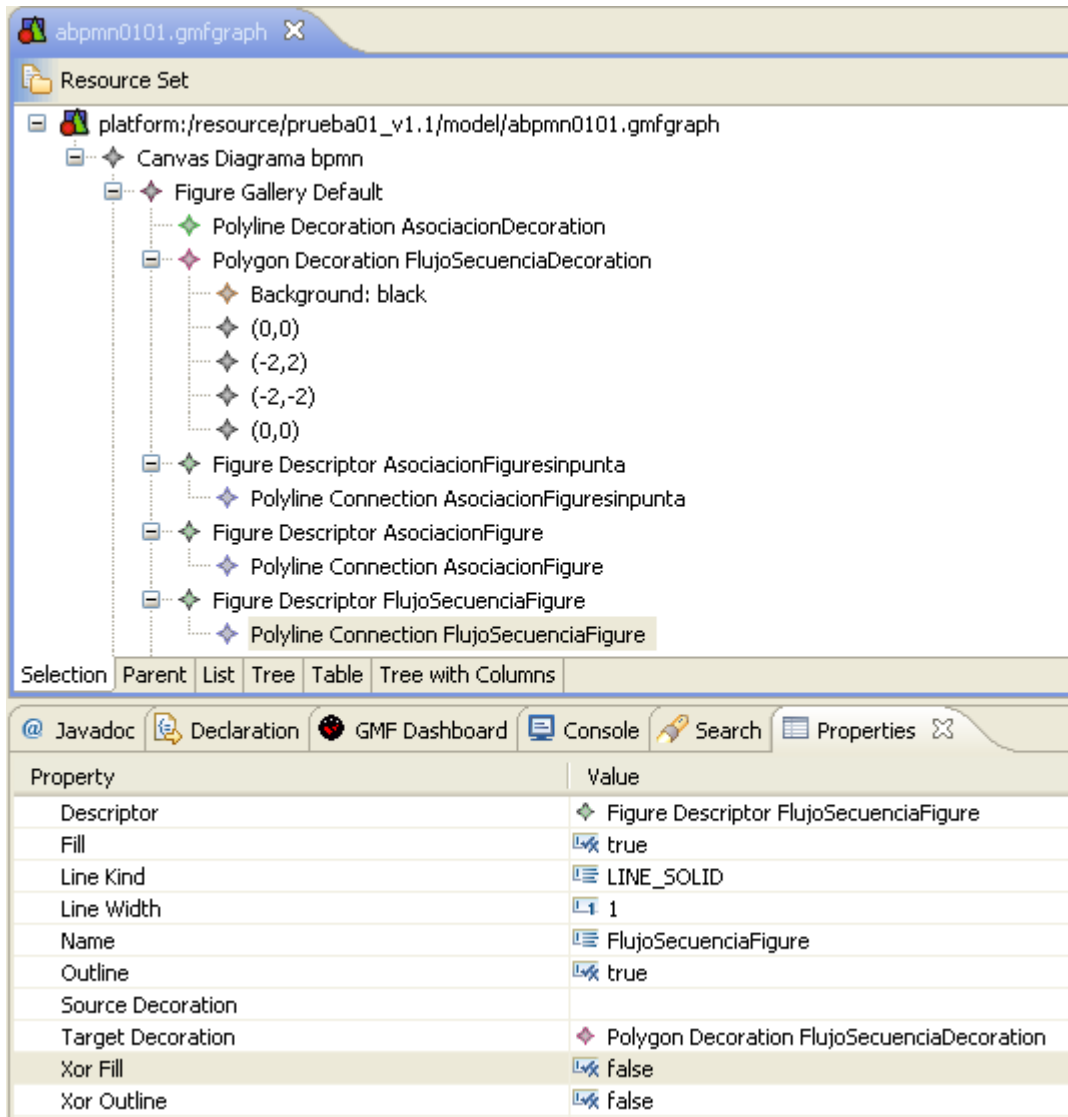 abpmn0101.gmfgraph
Resource Set
platform:/resource/prueba01_v1.1/model/abpmn0101.gmfgraph
Canvas Diagrama bpmn
Figure Gallery Default
Polyline Decoration AsociacionDecoration
Polygon Decoration FlujoSecuenciaDecoration
Background: black
(0,0)
(-2,2)
(-2,-2)
(0,0)
Figure Descriptor AsociacionFiguresinpunta
Polyline Connection AsociacionFiguresinpunta
Figure Descriptor AsociacionFigure
Polyline Connection AsociacionFigure
Figure Descriptor FlujoSecuenciaFigure
Polyline Connection FlujoSecuenciaFigure
Selection Parent List Tree Table Tree with Columns
@ Javadoc Declaration GMF Dashboard Console Search Properties
Property Value
Descriptor Figure Descriptor FlujoSecuenciaFigure
Fill true
Line Kind LINE_SOLID
Line Width 1
Name FlujoSecuenciaFigure
Outline true
Source Decoration
Target Decoration Polygon Decoration FlujoSecuenciaDecoration
Xor Fill false
Xor Outline false